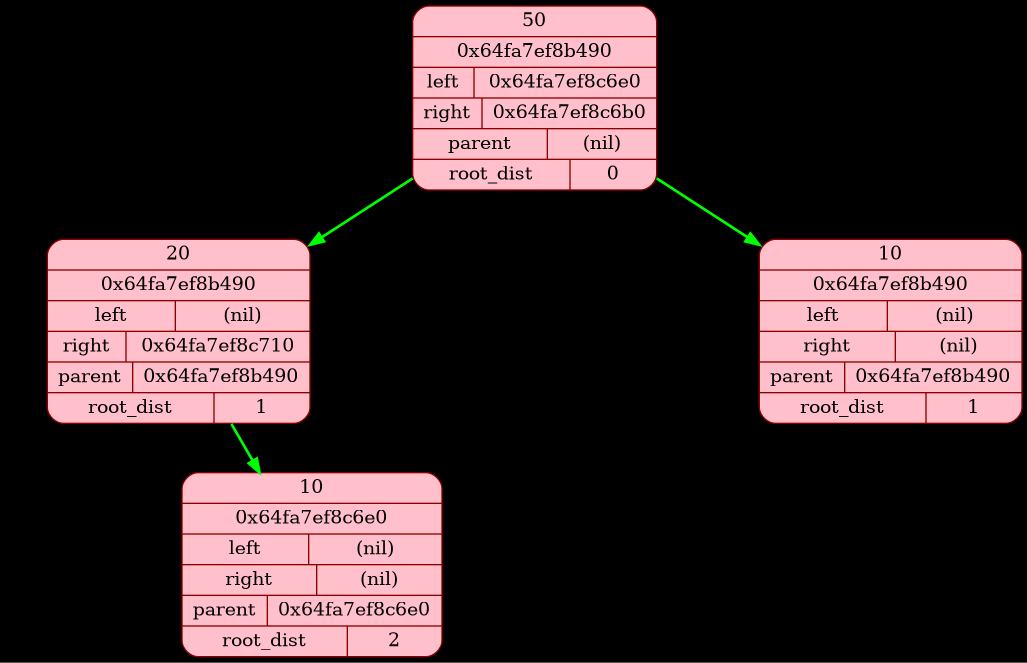 50
0x64fa7ef8b490
left 0x64fa7ef8c6e0
right 0x64fa7ef8c6b0
parent (nil)
root_dist 0
20
0x64fa7ef8b490
left (nil)
right 0x64fa7ef8c710
parent 0x64fa7ef8b490
root_dist 1
10
0x64fa7ef8b490
left (nil)
right (nil)
parent 0x64fa7ef8b490
root_dist 1
10
0x64fa7ef8c6e0
left (nil)
right (nil)
parent 0x64fa7ef8c6e0
root_dist 2